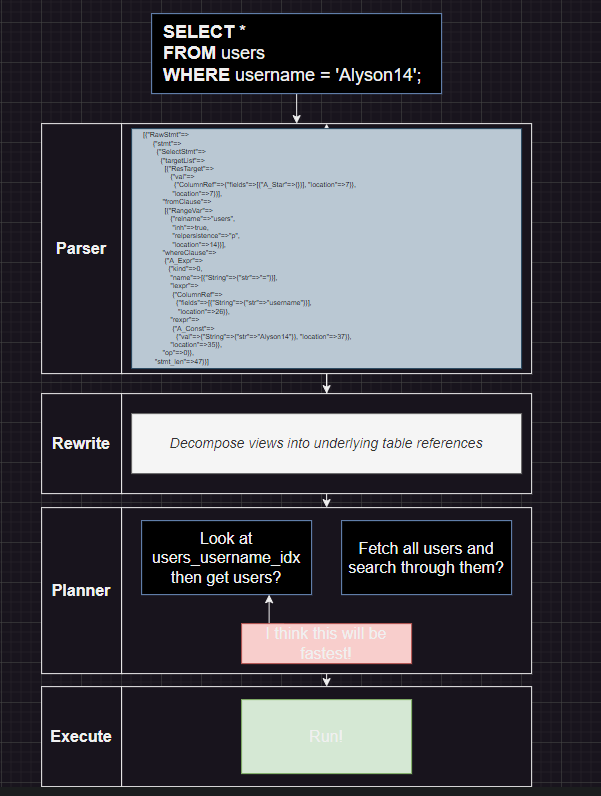 SELECT *
FROM users
WHERE username = 'Alyson14';
Parser
[{"RawStmt"=>
{"stmt"=>
{"SelectStmt"=>
{"targetList"=>
[{"ResTarget"=>
{"val"=>
{"ColumnRef"=>{"fields"=>[{"A_Star"=>{}}], "location"=>7}},
"location"=>7}}],
"fromClause"=>
[{"RangeVar"=>
{"relname"=>"users",
"inh"=>true,
"relpersistence"=>"p",
"location"=>14}}],
"whereClause"=>
{"A_Expr"=>
{"kind"=>0,
"name"=>[{"String"=>{"str"=>"="}}],
"lexpr"=>
{"ColumnRef"=>
{"fields"=>[{"String"=>{"str"=>"username"}}],
"location"=>26}},
"rexpr"=>
{"A_Const"=>
{"val"=>{"String"=>{"str"=>"Alyson14"}}, "location"=>37}},
"location"=>35}},
"op"=>0}},
"stmt_len"=>47}}]
Rewrite
Decompose views into underlying table references
Planner
Look at
users_username_idx
then get users?
Fetch all users and
search through them?
I think this will be
fastest!
Execute
Run!